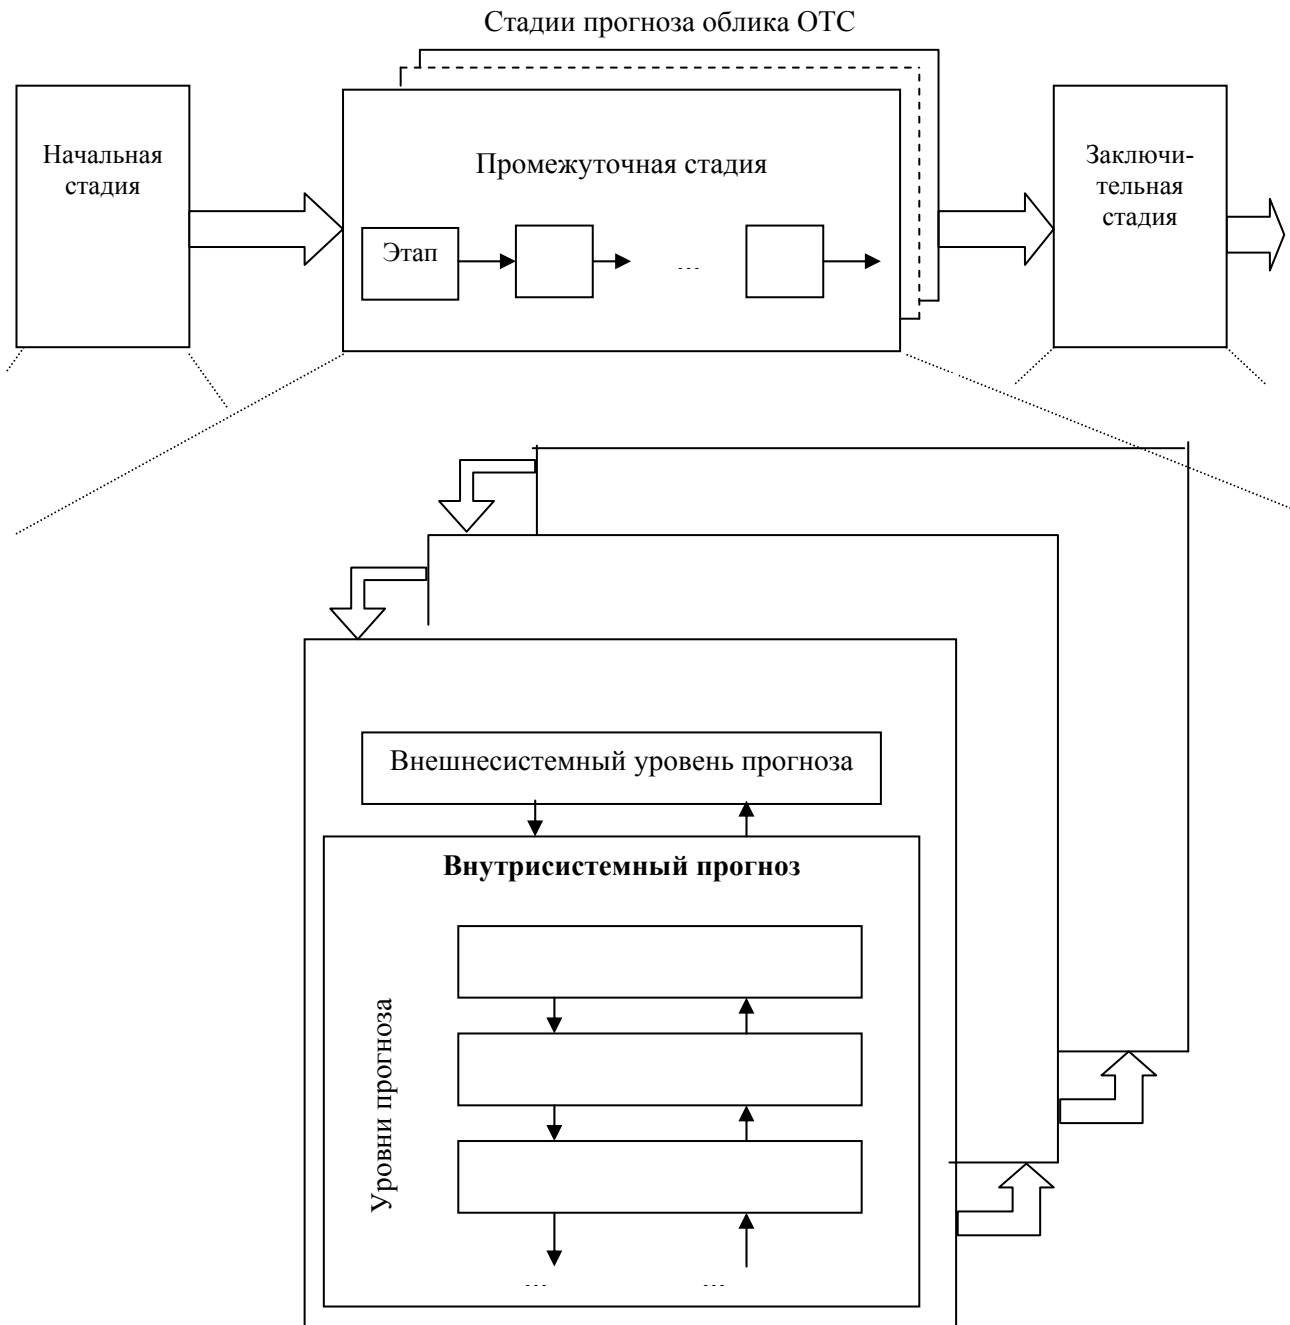 Стадии прогноза облика ОТС
Начальная
стадия
Промежуточная стадия
Этап
...
Заключи-
тельная
стадия
Внешнесистемный уровень прогноза
Внутрисистемный прогноз
Уровни прогноза
...
...